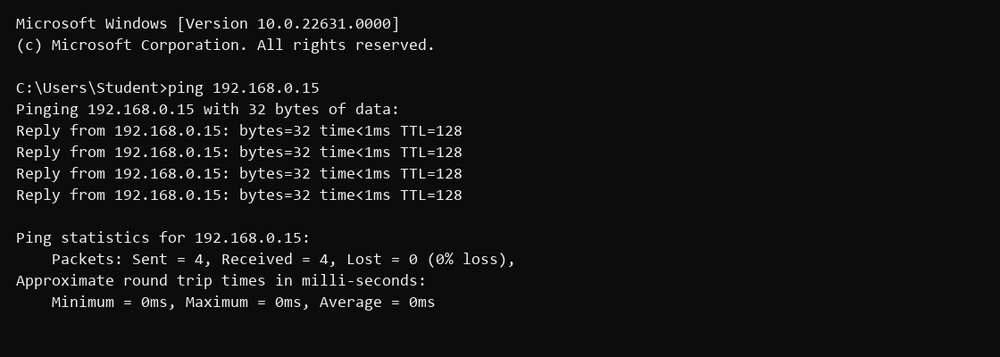 Microsoft Windows [Version 10.0.22631.0000]
(c) Microsoft Corporation. All rights reserved.

C:\Users\Student>ping 192.168.0.15
Pinging 192.168.0.15 with 32 bytes of data:
Reply from 192.168.0.15: bytes=32 time<1ms TTL=128
Reply from 192.168.0.15: bytes=32 time<1ms TTL=128
Reply from 192.168.0.15: bytes=32 time<1ms TTL=128
Reply from 192.168.0.15: bytes=32 time<1ms TTL=128

Ping statistics for 192.168.0.15:
    Packets: Sent = 4, Received = 4, Lost = 0 (0% loss),
Approximate round trip times in milli-seconds:
    Minimum = 0ms, Maximum = 0ms, Average = 0ms